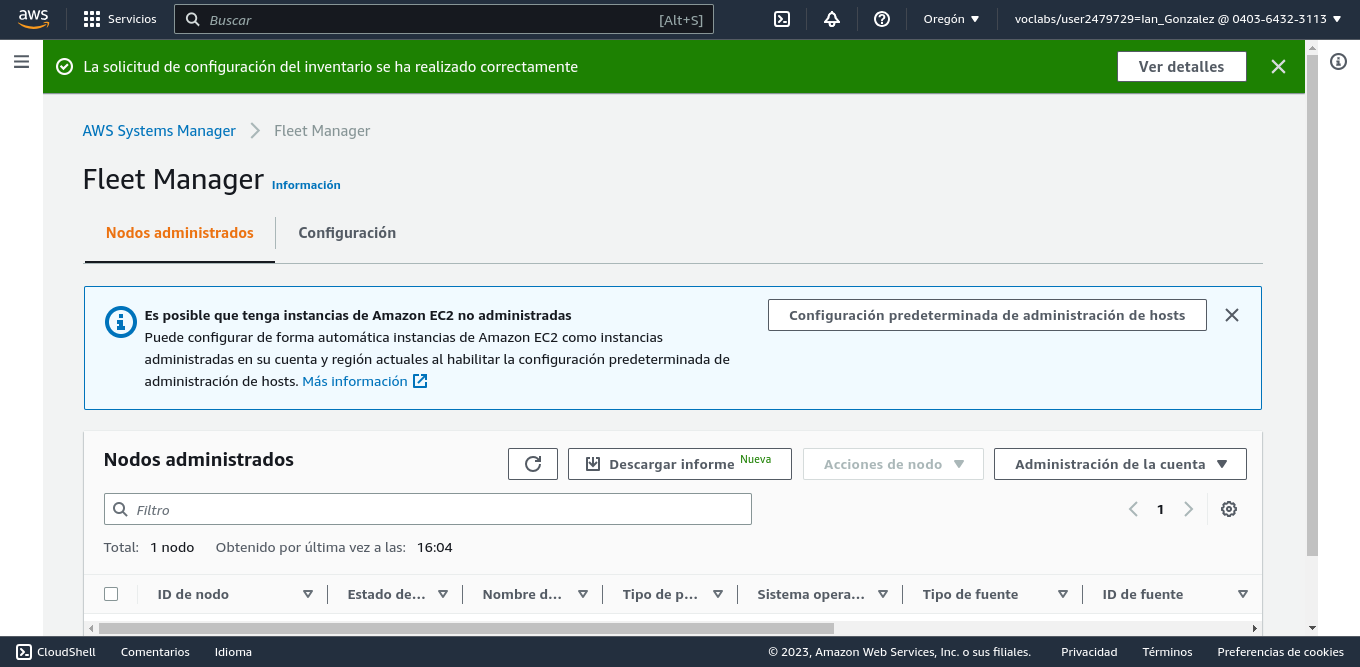 aws
Servicios
Buscar
[Alt+S]
Oregón
voclabs/user2479729=Ian_Gonzalez @ 0403-6432-3113
La solicitud de configuración del inventario se ha realizado correctamente
Ver detalles
AWS Systems Manager
Fleet Manager
Fleet Manager
Información
Nodos administrados
Configuración
Es posible que tenga instancias de Amazon EC2 no administradas
Puede configurar de forma automática instancias de Amazon EC2 como instancias
administradas en su cuenta y región actuales al habilitar la configuración predeterminada de
administración de hosts. Más información
Configuración predeterminada de administración de hosts
Nodos administrados
Descargar informe Nueva
Acciones de nodo
Administración de la cuenta
Filtro
1
Total: 1 nodo
Obtenido por última vez a las: 16:04
ID de nodo
Estado de...
Nombre d...
Tipo de p...
Sistema opera...
Tipo de fuente
ID de fuente
CloudShell
Comentarios
Idioma
© 2023, Amazon Web Services, Inc. o sus filiales.
Privacidad
Términos
Preferencias de cookies